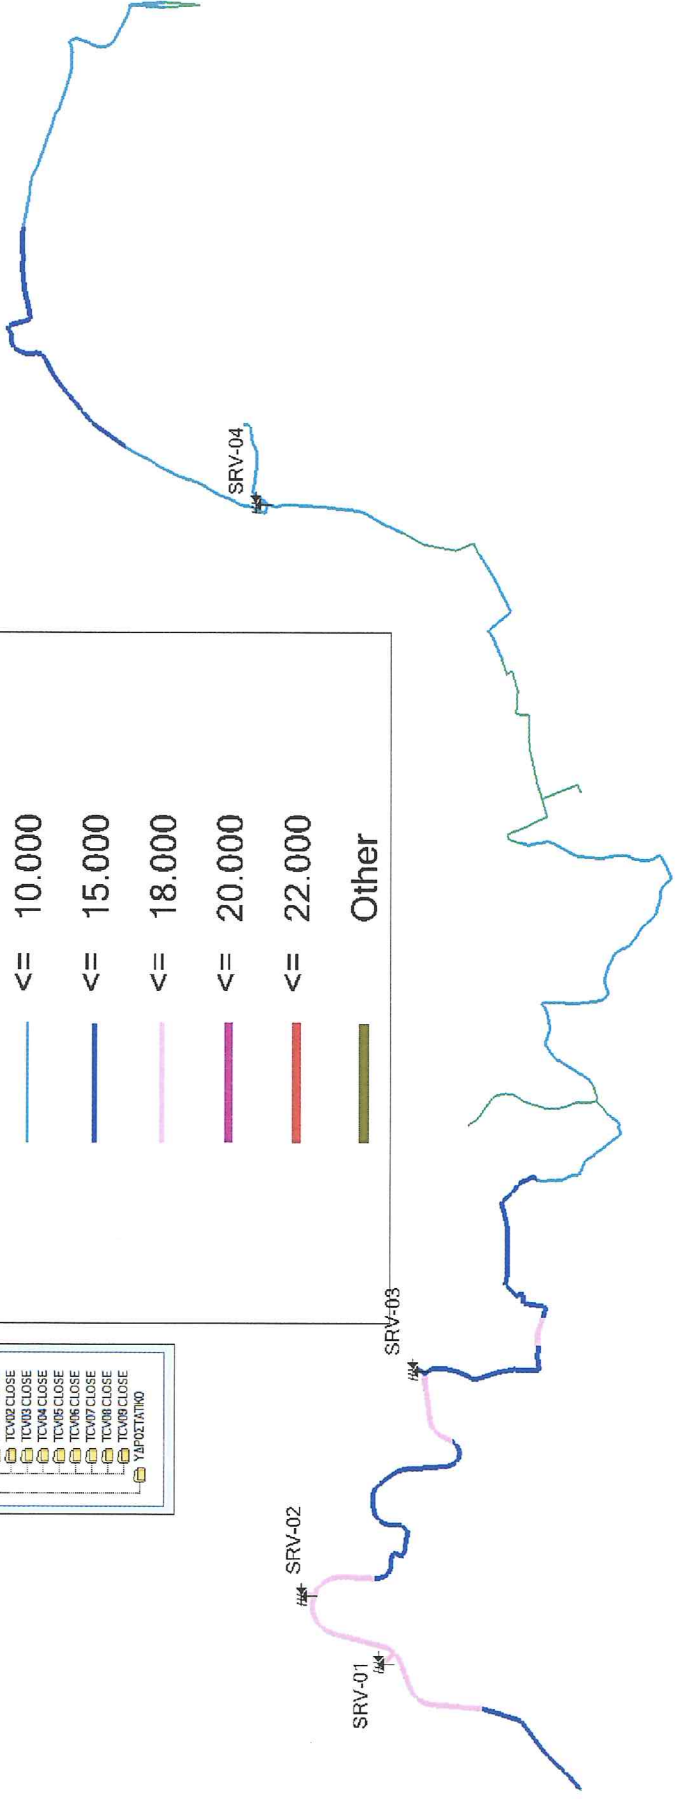 TCV02 CLOSE
TCV03 CLOSE
TCV04 CLOSE
TCV05 CLOSE
TCV06 CLOSE
TCV07 CLOSE
TCV08 CLOSE
TCV09 CLOSE
ΥΔΡΟΣΤΑΤΙΚΟ
<= 10.000
<= 15.000
<= 18.000
<= 20.000
<= 22.000
Other
SRV-01
SRV-02
SRV-03
SRV-04